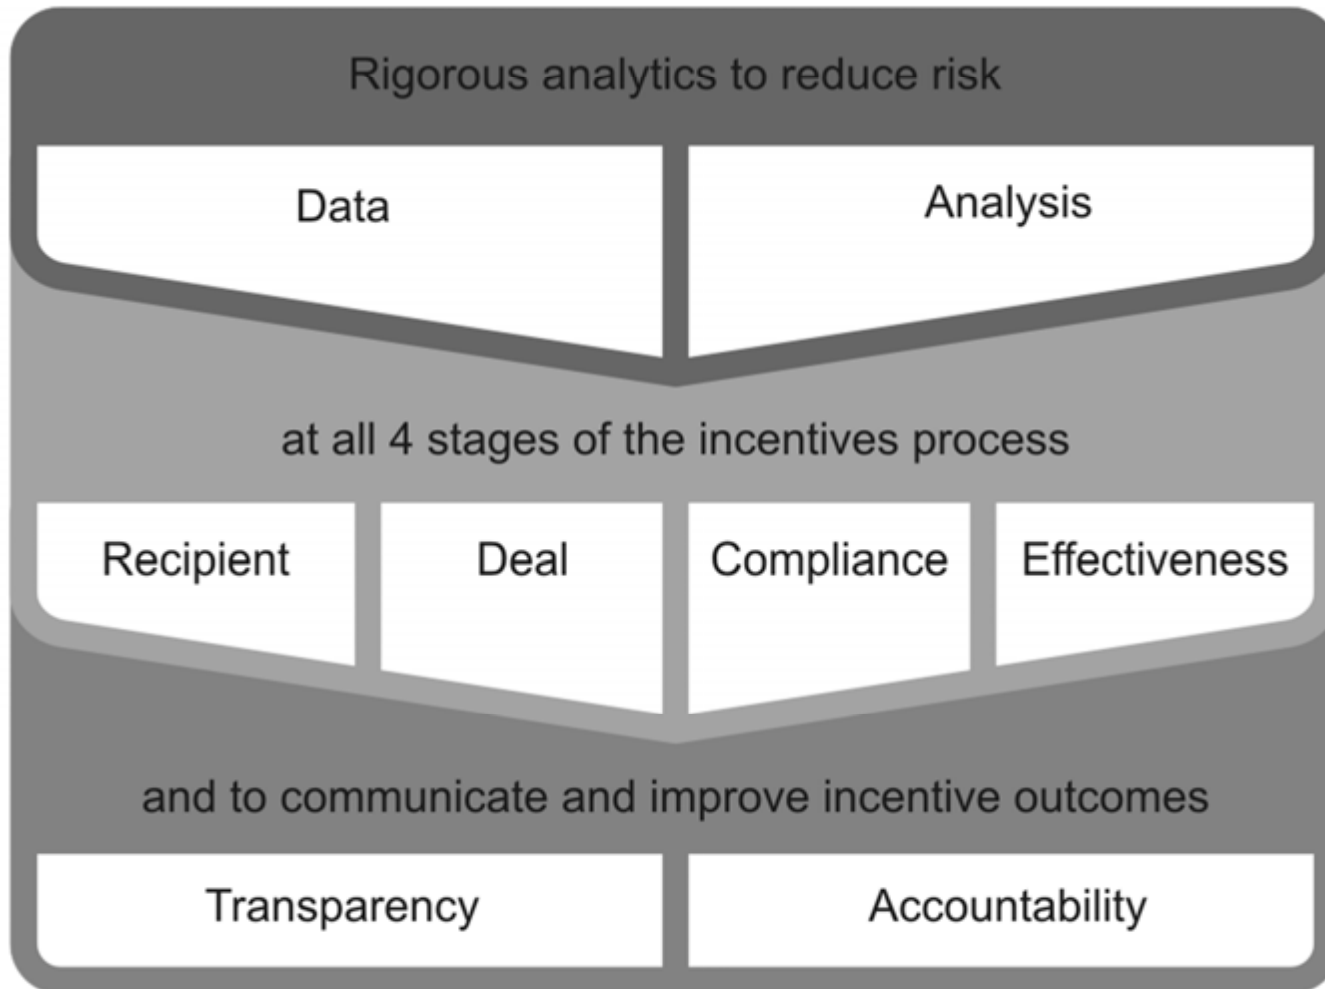 Rigorous analytics to reduce risk
Data
Analysis
at all 4 stages of the incentives process
Recipient
Deal
Compliance
Effectiveness
and to communicate and improve incentive outcomes
Transparency
Accountability